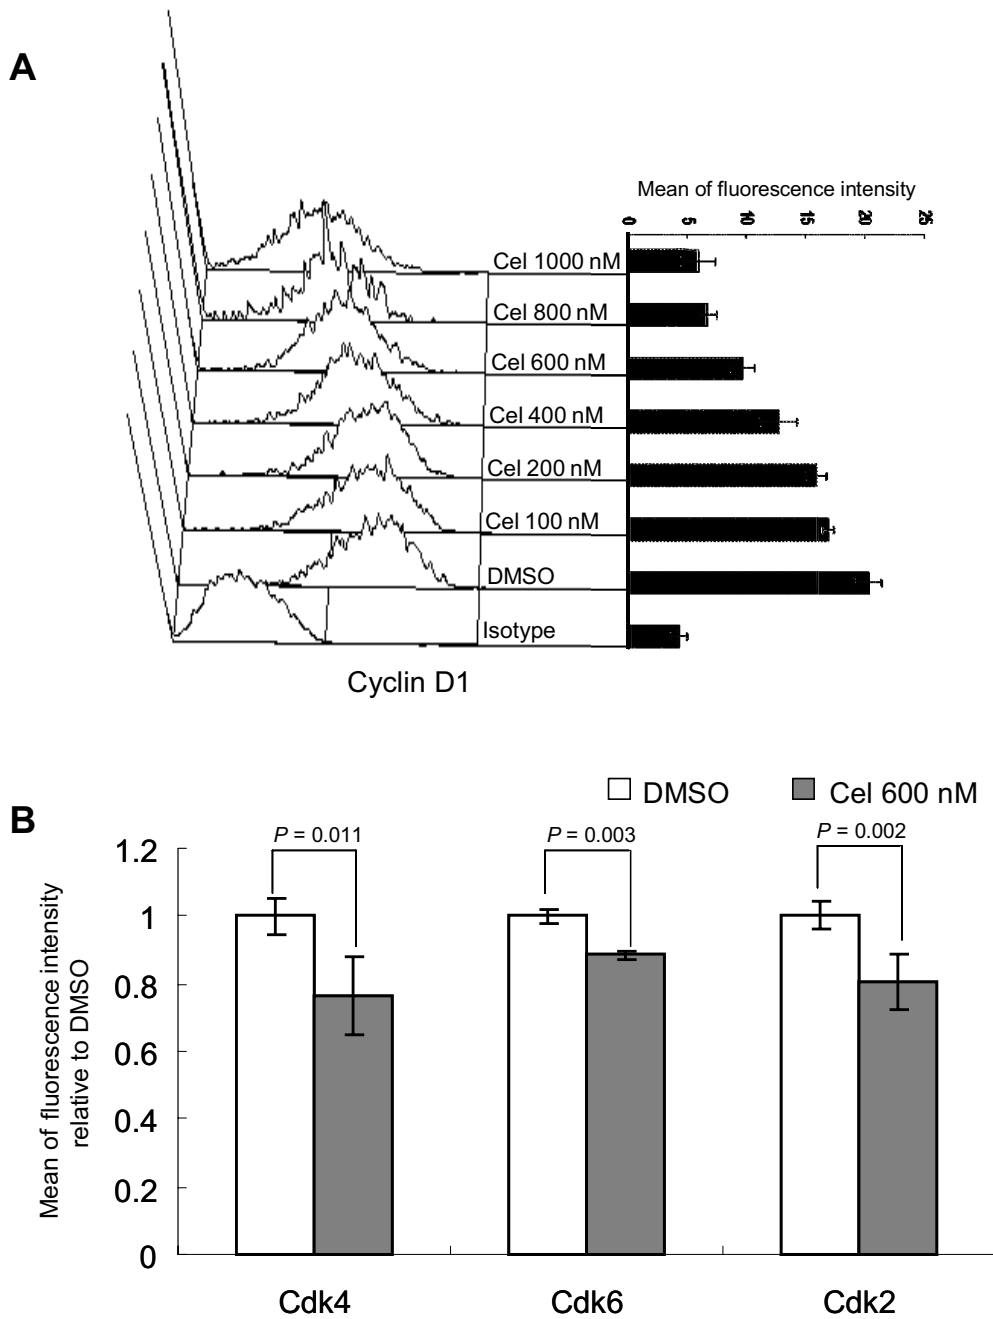 A
Mean of fluorescence intensity
0 5 10 15 20 25
Cel 1000 nM
Cel 800 nM
Cel 600 nM
Cel 400 nM
Cel 200 nM
Cel 100 nM
DMSO
Isotype
Cyclin D1
DMSO Cel 600 nM
B
P = 0.011 P = 0.003 P = 0.002
Mean of fluorescence intensity
relative to DMSO
1.2
1
0.8
0.6
0.4
0.2
0
Cdk4 Cdk6 Cdk2